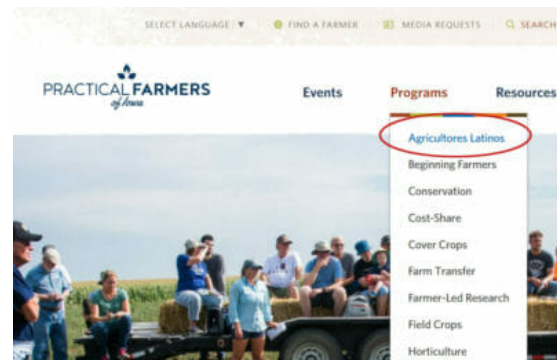 SELECT LANGUAGE ▼ FIND A FARMER MEDIA REQUESTS SEARCH
PRACTICAL FARMERS
of Iowa
Events Programs Resources
Agricultores Latinos
Beginning Farmers
Conservation
Cost-Share
Cover Crops
Farm Transfer
Farmer-Led Research
Field Crops
Horticulture